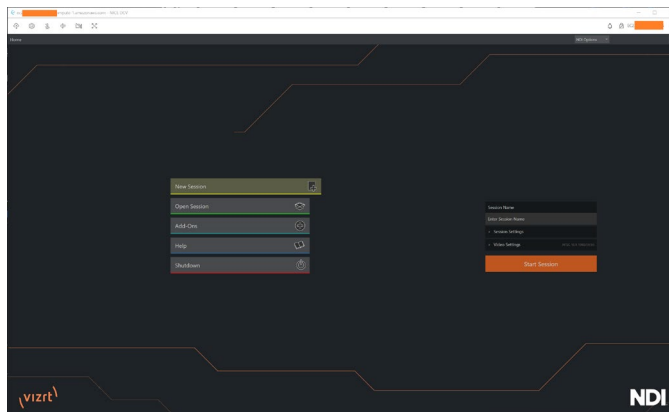 Home
NDI Options
New Session
Open Session
Add-Ons
Help
Shutdown
Session Name
Enter Session Name
Session Settings
Video Settings
Start Session
vizrt
NDI